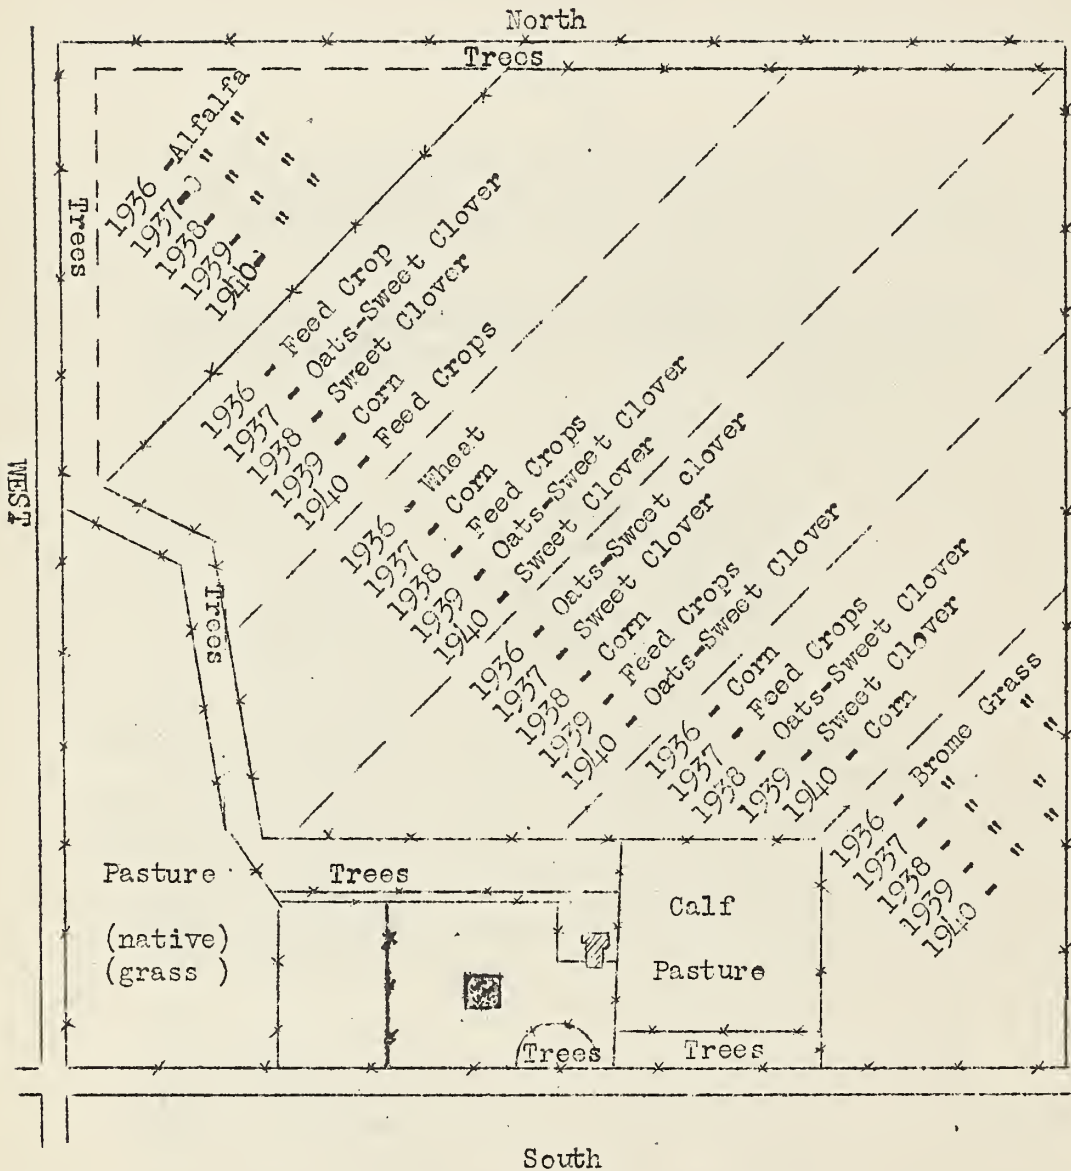 North
Trees
Trees
WEST
1936 - Alfalfa
1937 - " "
1938 - " "
1939 - " "
1940 - " "
1936 - Feed Crop
1937 - Oats-Sweet Clover
1938 - Sweet Clover
1939 - Corn
1940 - Feed Crops
1936 - Wheat
1937 - Corn
1938 - Feed Crops
1939 - Oats-Sweet Clover
1940 - Sweet Clover
1936 - Oats-Sweet clover
1937 - Sweet Clover
1938 - Corn
1939 - Feed Crops
1940 - Oats-Sweet Clover
1936 - Corn
1937 - Feed Crops
1938 - Oats-Sweet Clover
1939 - Sweet Clover
1940 - Corn
1936 - Brome Grass
1937 - " "
1938 - " "
1939 - " "
1940 - " "
Trees
Pasture
(native)
(grass )
Trees
Calf
Pasture
Trees
Trees
South